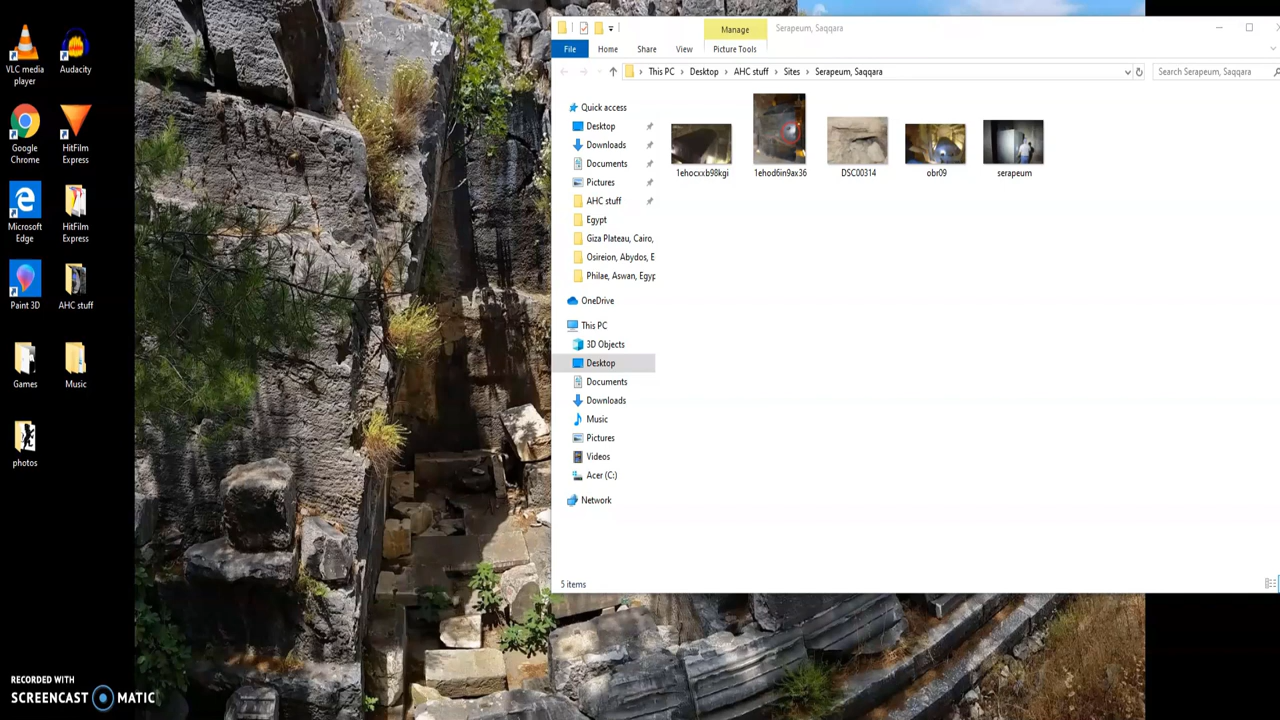 VLC media player
Audacity
Google Chrome
HitFilm Express
Microsoft Edge
HitFilm Express
Paint 3D
AHC stuff
Games
Music
photos
RECORDED WITH
SCREENCAST MATIC
Manage
Serapeum, Saqqara
File
Home
Share
View
Picture Tools
This PC
Desktop
AHC stuff
Sites
Serapeum, Saqqara
Search Serapeum, Saqqara
Quick access
Desktop
Downloads
Documents
Pictures
AHC stuff
Egypt
Giza Plateau, Cairo,
Osireion, Abydos, E
Philae, Aswan, Egyp
OneDrive
This PC
3D Objects
Desktop
Documents
Downloads
Music
Pictures
Videos
Acer (C:)
Network
1ehocxxb98kgi
1ehod6in9ax36
DSC00314
obr09
serapeum
5 items